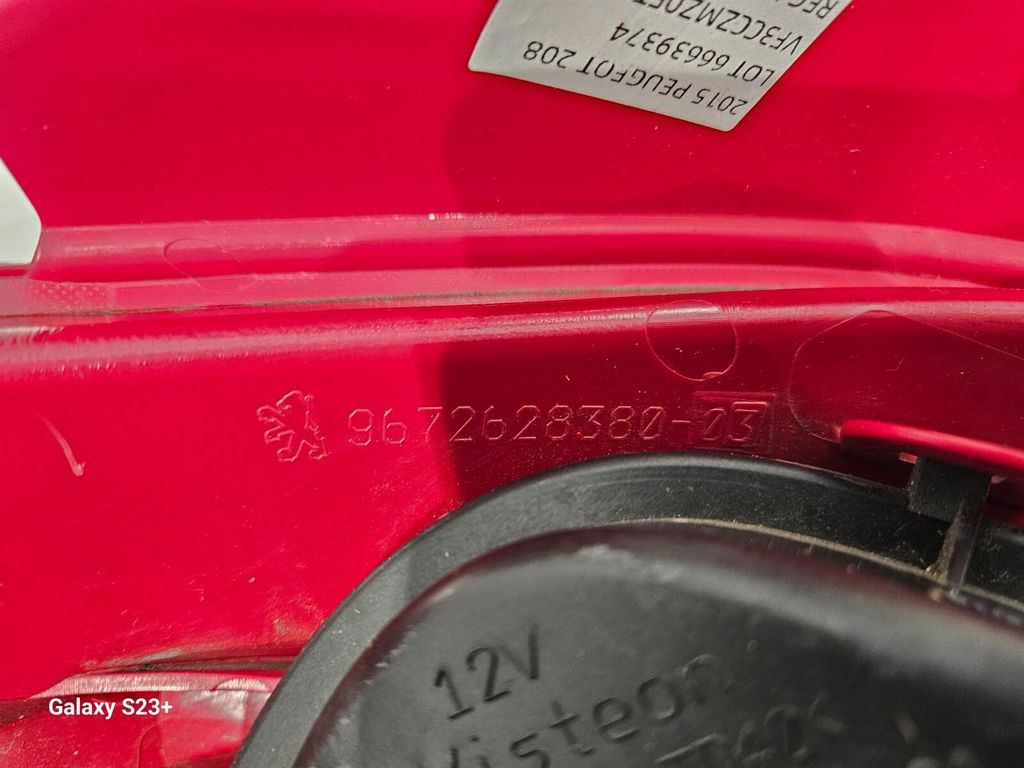 2015 PEUGEOT 208
LOT 66639374
9672628380-03
12V
Visteon
Galaxy S23+